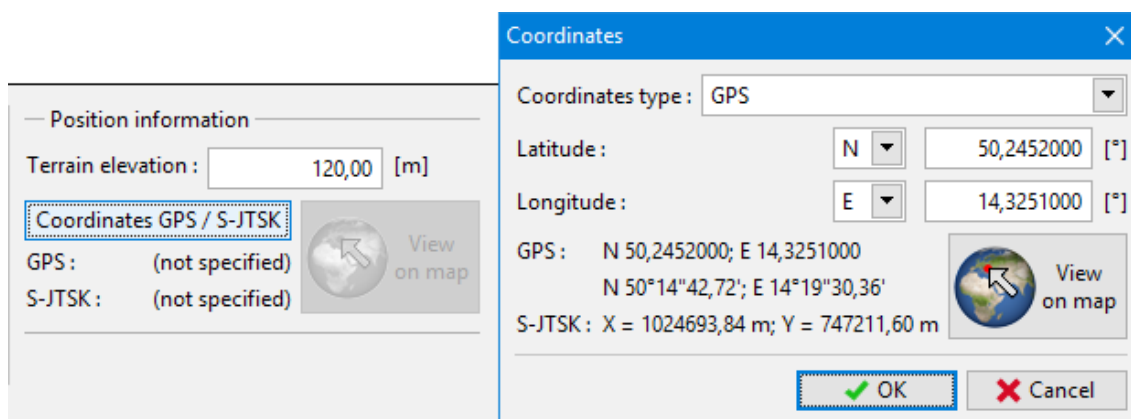 Position information
Terrain elevation : 120,00 [m]
Coordinates GPS / S-JTSK
View
on map
GPS : (not specified)
S-JTSK : (not specified)
Coordinates
Coordinates type : GPS
Latitude : N 50,2452000 [°]
Longitude : E 14,3251000 [°]
GPS : N 50,2452000; E 14,3251000
N 50°14"42,72'; E 14°19"30,36'
S-JTSK : X = 1024693,84 m; Y = 747211,60 m
View
on map
OK Cancel